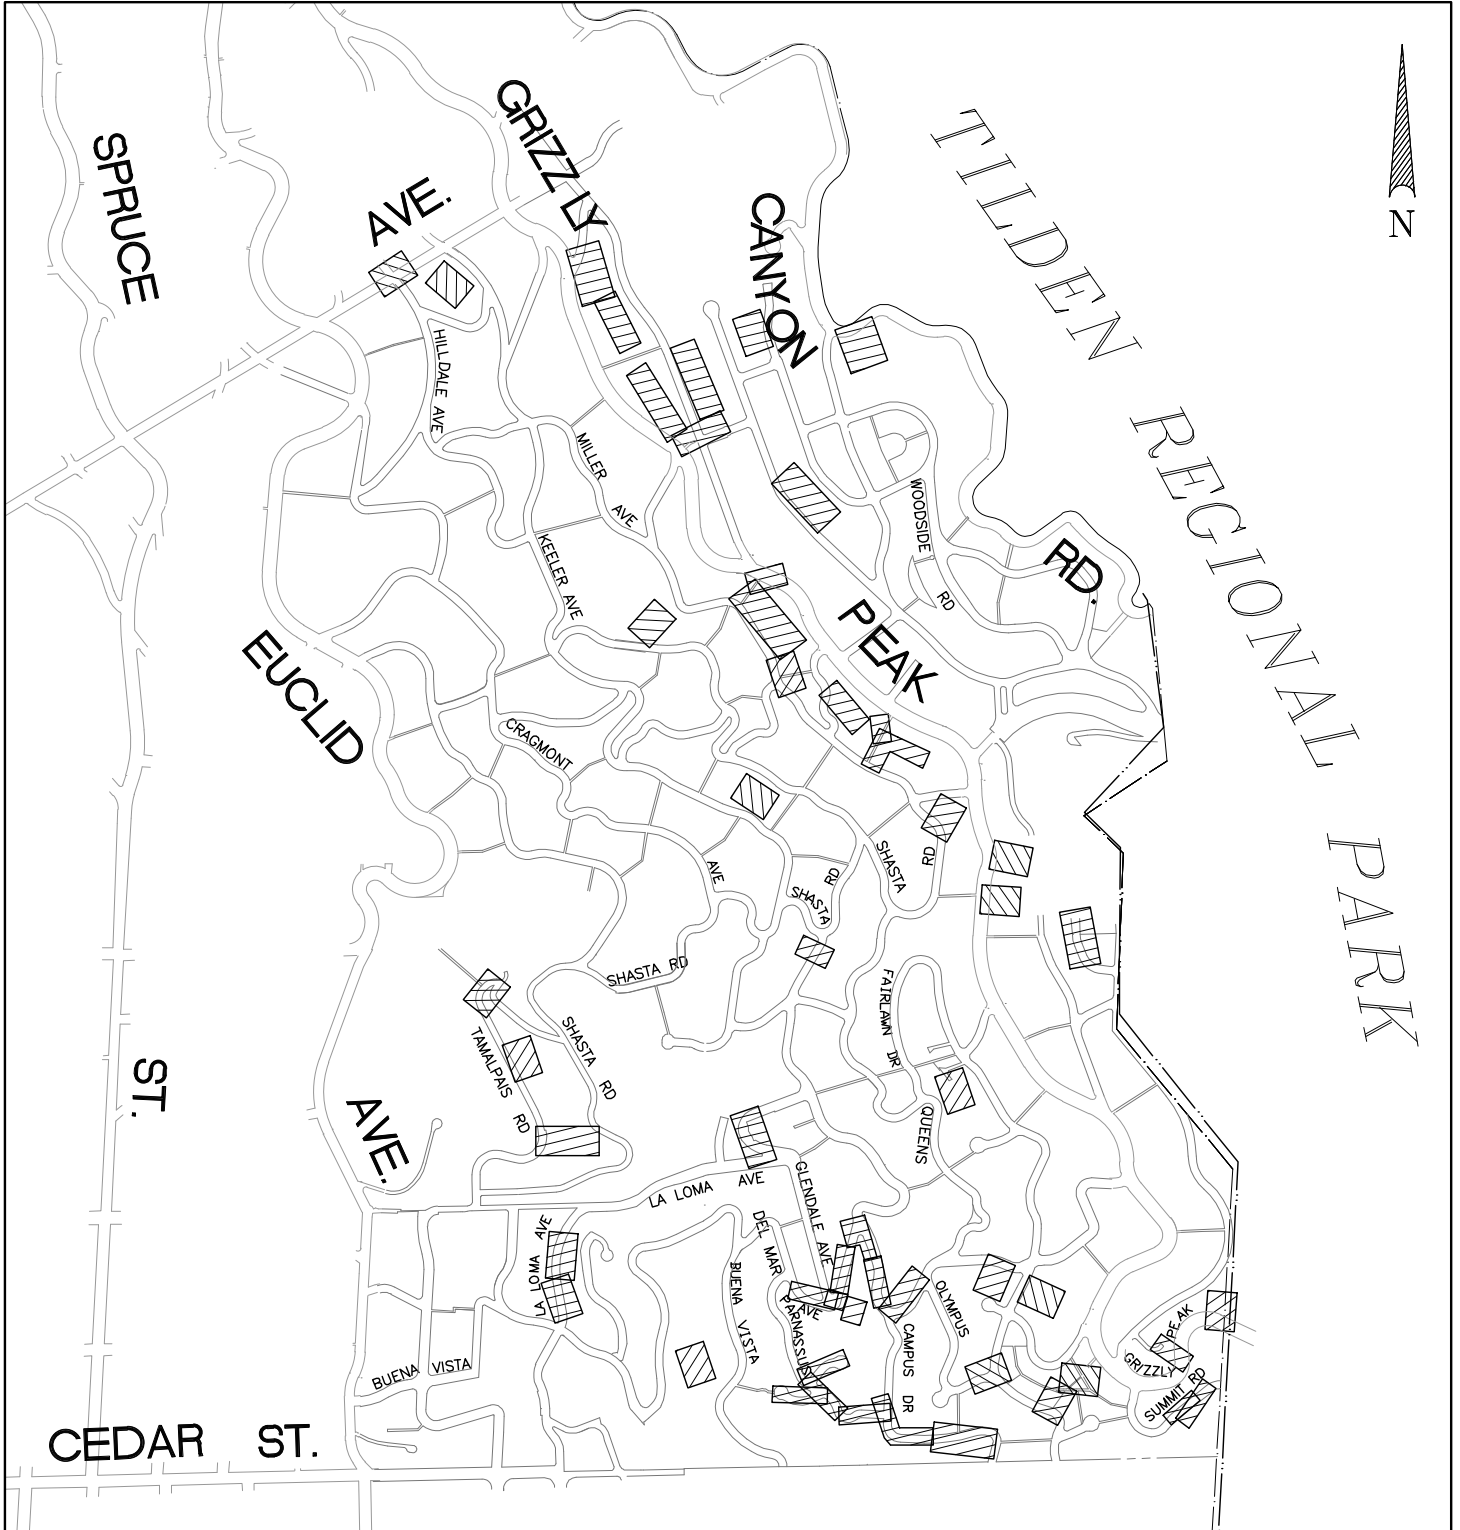 SPRUCE
ST.
AVE.
GRIZZLY
PEAK
CANYON
RD.
TILDEN REGIONAL PARK
N
EUCLID
AVE.
HILLDALE AVE
MILLER AVE
KEELER AVE
WOODSIDE RD
CRAGMONT
AVE
SHASTA RD
SHASTA RD
SHASTA RD
SHASTA RD
TAMALPAIS RD
FAIRLAWN DR
QUEENS
LA LOMA AVE
GLENDALE AVE
DEL MAR
AVE
LA LOMA AVE
BUENA VISTA
PARNASSUS
OLYMPUS
CAMPUS DR
BUENA VISTA
GRIZZLY PEAK
SUMMIT RD
CEDAR ST.